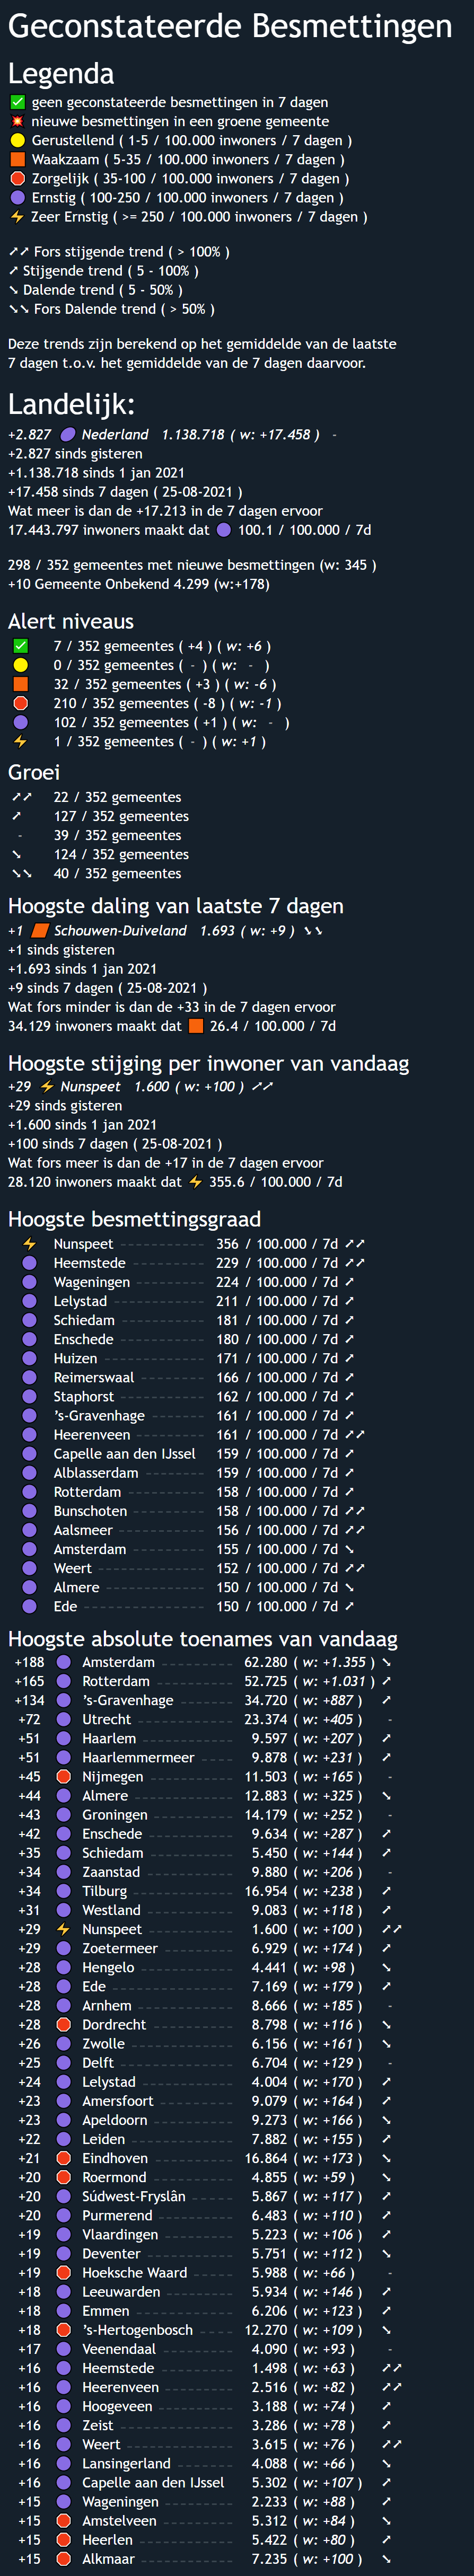 Geconstateerde Besmettingen
Legenda
✅ geen geconstateerde besmettingen in 7 dagen
💥 nieuwe besmettingen in een groene gemeente
🟡 Gerustellend ( 1-5 / 100.000 inwoners / 7 dagen )
🟧 Waakzaam ( 5-35 / 100.000 inwoners / 7 dagen )
🛑 Zorgelijk ( 35-100 / 100.000 inwoners / 7 dagen )
🟣 Ernstig ( 100-250 / 100.000 inwoners / 7 dagen )
⚡ Zeer Ernstig ( >= 250 / 100.000 inwoners / 7 dagen )
↗↗ Fors stijgende trend ( > 100% )
↗ Stijgende trend ( 5 - 100% )
↘ Dalende trend ( 5 - 50% )
↘↘ Fors Dalende trend ( > 50% )
Deze trends zijn berekend op het gemiddelde van de laatste
7 dagen t.o.v. het gemiddelde van de 7 dagen daarvoor.
Landelijk:
+2.827 🟣 Nederland 1.138.718 ( w: +17.458 ) -
+2.827 sinds gisteren
+1.138.718 sinds 1 jan 2021
+17.458 sinds 7 dagen ( 25-08-2021 )
Wat meer is dan de +17.213 in de 7 dagen ervoor
17.443.797 inwoners maakt dat 🟣 100.1 / 100.000 / 7d
298 / 352 gemeentes met nieuwe besmettingen (w: 345 )
+10 Gemeente Onbekend 4.299 (w:+178)
Alert niveaus
✅ 7 / 352 gemeentes ( +4 ) ( w: +6 )
🟡 0 / 352 gemeentes ( - ) ( w: - )
🟧 32 / 352 gemeentes ( +3 ) ( w: -6 )
🛑 210 / 352 gemeentes ( -8 ) ( w: -1 )
🟣 102 / 352 gemeentes ( +1 ) ( w: - )
⚡ 1 / 352 gemeentes ( - ) ( w: +1 )
Groei
↗↗ 22 / 352 gemeentes
↗ 127 / 352 gemeentes
- 39 / 352 gemeentes
↘ 124 / 352 gemeentes
↘↘ 40 / 352 gemeentes
Hoogste daling van laatste 7 dagen
+1 🟧 Schouwen-Duiveland 1.693 ( w: +9 ) ↘↘
+1 sinds gisteren
+1.693 sinds 1 jan 2021
+9 sinds 7 dagen ( 25-08-2021 )
Wat fors minder is dan de +33 in de 7 dagen ervoor
34.129 inwoners maakt dat 🟧 26.4 / 100.000 / 7d
Hoogste stijging per inwoner van vandaag
+29 ⚡ Nunspeet 1.600 ( w: +100 ) ↗↗
+29 sinds gisteren
+1.600 sinds 1 jan 2021
+100 sinds 7 dagen ( 25-08-2021 )
Wat fors meer is dan de +17 in de 7 dagen ervoor
28.120 inwoners maakt dat ⚡ 355.6 / 100.000 / 7d
Hoogste besmettingsgraad
⚡ Nunspeet 356 / 100.000 / 7d ↗↗
🟣 Heemstede 229 / 100.000 / 7d ↗↗
🟣 Wageningen 224 / 100.000 / 7d ↗
🟣 Lelystad 211 / 100.000 / 7d ↗
🟣 Schiedam 181 / 100.000 / 7d ↗
🟣 Enschede 180 / 100.000 / 7d ↗
🟣 Huizen 171 / 100.000 / 7d ↗
🟣 Reimerswaal 166 / 100.000 / 7d ↗
🟣 Staphorst 162 / 100.000 / 7d ↗
🟣 's-Gravenhage 161 / 100.000 / 7d ↗
🟣 Heerenveen 161 / 100.000 / 7d ↗↗
🟣 Capelle aan den IJssel 159 / 100.000 / 7d ↗
🟣 Alblasserdam 159 / 100.000 / 7d ↗
🟣 Rotterdam 158 / 100.000 / 7d ↗
🟣 Bunschoten 158 / 100.000 / 7d ↗↗
🟣 Aalsmeer 156 / 100.000 / 7d ↗↗
🟣 Amsterdam 155 / 100.000 / 7d ↘
🟣 Weert 152 / 100.000 / 7d ↗↗
🟣 Almere 150 / 100.000 / 7d ↘
🟣 Ede 150 / 100.000 / 7d ↗
Hoogste absolute toenames van vandaag
+188 🟣 Amsterdam 62.280 ( w: +1.355 ) ↘
+165 🟣 Rotterdam 52.725 ( w: +1.031 ) ↗
+134 🟣 's-Gravenhage 34.720 ( w: +887 ) ↗
+72 🟣 Utrecht 23.374 ( w: +405 ) -
+51 🟣 Haarlem 9.597 ( w: +207 ) ↗
+51 🟣 Haarlemmermeer 9.878 ( w: +231 ) ↗
+45 🛑 Nijmegen 11.503 ( w: +165 ) -
+44 🟣 Almere 12.883 ( w: +325 ) ↘
+43 🟣 Groningen 14.179 ( w: +252 ) -
+42 🟣 Enschede 9.634 ( w: +287 ) ↗
+35 🟣 Schiedam 5.450 ( w: +144 ) ↗
+34 🟣 Zaanstad 9.880 ( w: +206 ) -
+34 🟣 Tilburg 16.954 ( w: +238 ) ↗
+31 🟣 Westland 9.083 ( w: +118 ) ↗
+29 ⚡ Nunspeet 1.600 ( w: +100 ) ↗↗
+29 🟣 Zoetermeer 6.929 ( w: +174 ) ↗
+28 🟣 Hengelo 4.441 ( w: +98 ) ↘
+28 🟣 Ede 7.169 ( w: +179 ) ↗
+28 🟣 Arnhem 8.666 ( w: +185 ) -
+28 🛑 Dordrecht 8.798 ( w: +116 ) ↘
+26 🟣 Zwolle 6.156 ( w: +161 ) ↘
+25 🟣 Delft 6.704 ( w: +129 ) -
+24 🟣 Lelystad 4.004 ( w: +170 ) ↗
+23 🟣 Amersfoort 9.079 ( w: +164 ) ↗
+23 🟣 Apeldoorn 9.273 ( w: +166 ) ↘
+22 🟣 Leiden 7.882 ( w: +155 ) ↗
+21 🛑 Eindhoven 16.864 ( w: +173 ) ↘
+20 🛑 Roermond 4.855 ( w: +59 ) ↘
+20 🟣 Súdwest-Fryslân 5.867 ( w: +117 ) ↗
+20 🟣 Purmerend 6.483 ( w: +110 ) ↗
+19 🟣 Vlaardingen 5.223 ( w: +106 ) ↗
+19 🟣 Deventer 5.751 ( w: +112 ) ↘
+19 🛑 Hoeksche Waard 5.988 ( w: +66 ) -
+18 🟣 Leeuwarden 5.934 ( w: +146 ) ↗
+18 🟣 Emmen 6.206 ( w: +123 ) ↗
+18 🛑 's-Hertogenbosch 12.270 ( w: +109 ) ↘
+17 🟣 Veenendaal 4.090 ( w: +93 ) -
+16 🟣 Heemstede 1.498 ( w: +63 ) ↗↗
+16 🟣 Heerenveen 2.516 ( w: +82 ) ↗↗
+16 🟣 Hoogeveen 3.188 ( w: +74 ) ↗
+16 🟣 Zeist 3.286 ( w: +78 ) ↗
+16 🟣 Weert 3.615 ( w: +76 ) ↗↗
+16 🟣 Lansingerland 4.088 ( w: +66 ) ↘
+16 🟣 Capelle aan den IJssel 5.302 ( w: +107 ) ↗
+15 🟣 Wageningen 2.233 ( w: +88 ) ↗
+15 🛑 Amstelveen 5.312 ( w: +84 ) ↘
+15 🛑 Heerlen 5.422 ( w: +80 ) ↗
+15 🛑 Alkmaar 7.235 ( w: +100 ) ↘